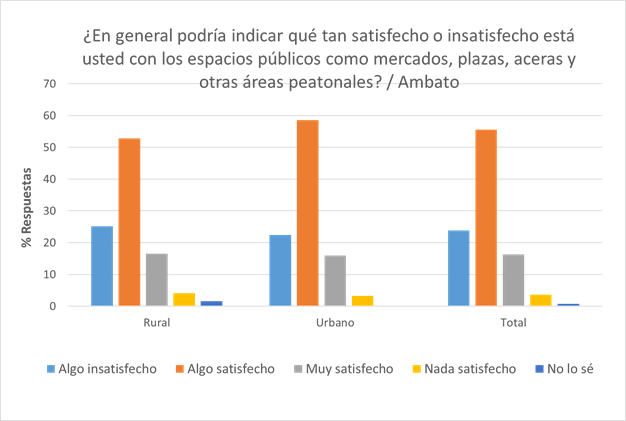 ¿En general podría indicar qué tan satisfecho o insatisfecho está
usted con los espacios públicos como mercados, plazas, aceras y
otras áreas peatonales? / Ambato
% Respuestas
70
60
50
40
30
20
10
0
Rural Urbano Total
Algo insatisfecho Algo satisfecho Muy satisfecho Nada satisfecho No lo sé